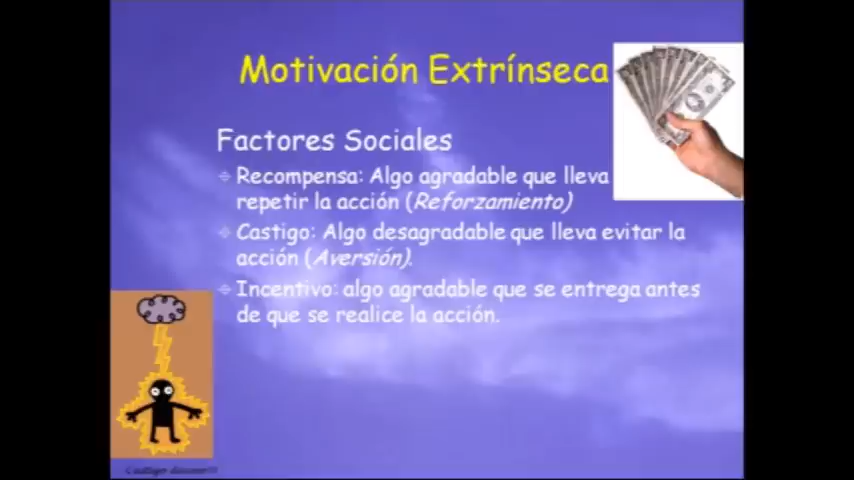 Motivación Extrínseca
Factores Sociales
Recompensa: Algo agradable que lleva
repetir la acción (Reforzamiento)
Castigo: Algo desagradable que lleva evitar la
acción (Aversión).
Incentivo: algo agradable que se entrega antes
de que se realice la acción.
Castigo